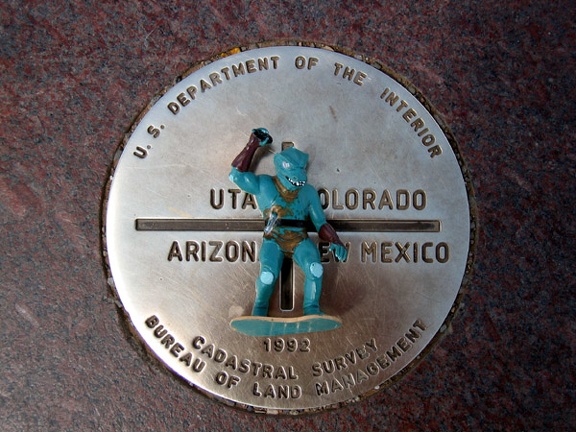 U. S. DEPARTMENT OF THE INTERIOR
UTA OLORADO
ARIZON EW MEXICO
1992
CADASTRAL SURVEY
BUREAU OF LAND MANAGEMENT